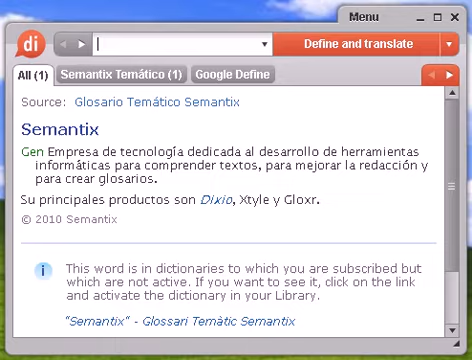 Menu
di
Define and translate
All (1)
Semantix Temático (1)
Google Define
Source: Glosario Temático Semantix
Semantix
Gen Empresa de tecnología dedicada al desarrollo de herramientas
informáticas para comprender textos, para mejorar la redacción y
para crear glosarios.
Su principales productos son Dixio, Xtyle y Gloxr.
© 2010 Semantix
i
This word is in dictionaries to which you are subscribed but
which are not active. If you want to see it, click on the link
and activate the dictionary in your Library.
"Semantix" - Glossari Temàtic Semantix